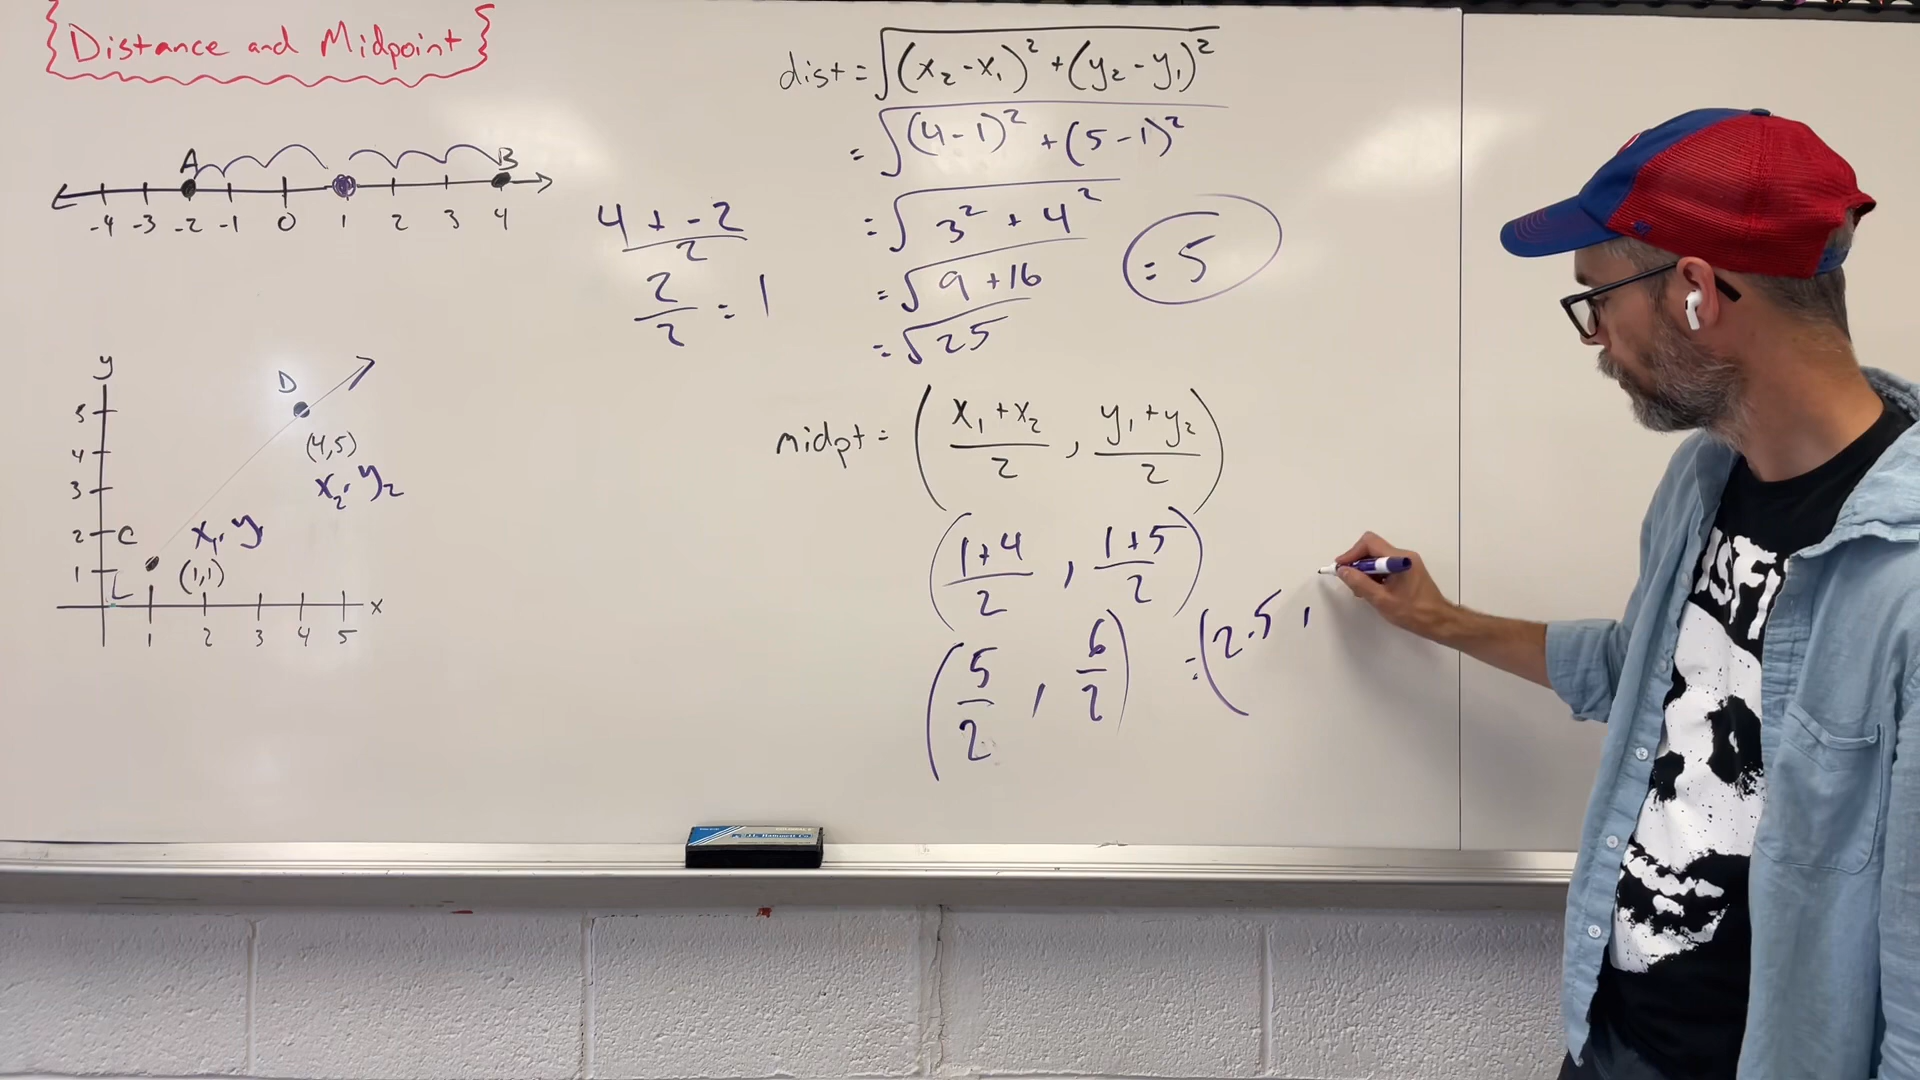 Distance and Midpoint
A B
-4 -3 -2 -1 0 1 2 3 4
4 + -2
2
2
2 = 1
dist = √(x₂-x₁)² + (y₂-y₁)²
= √(4-1)² + (5-1)²
= √3² + 4²
= √9+16
= √25
= 5
y
D
5
(4,5)
4
x₂, y₂
3
2 C x₁, y₁
1 (1,1)
L
1 2 3 4 5 x
midpt = (x₁+x₂/2, y₁+y₂/2)
(1+4/2, 1+5/2)
(5/2, 6/2) = (2.5,